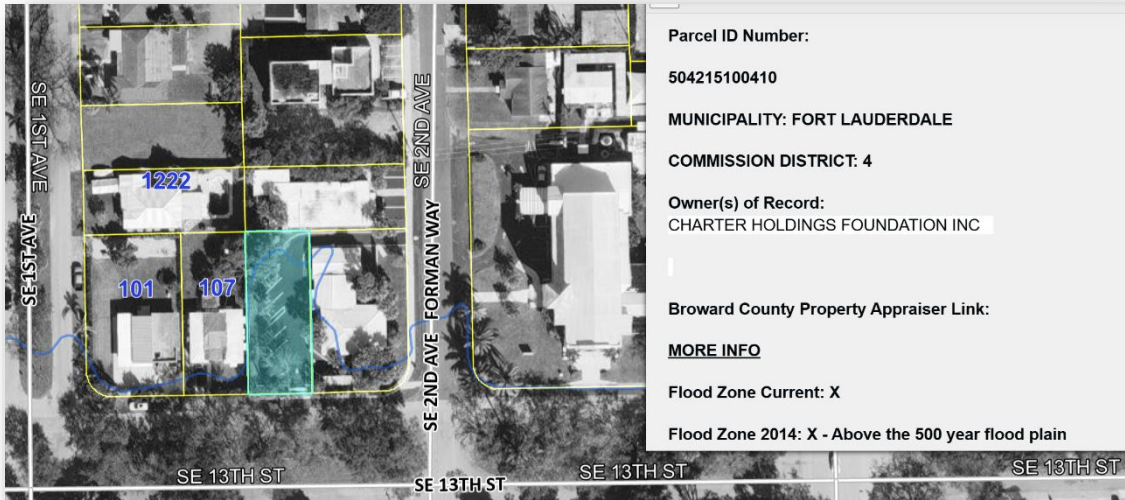 SE 1ST AVE
SE 1ST AVE
1222
101
107
SE 2ND AVE
SE 2ND AVE FORMAN WAY
SE 13TH ST
SE 13TH ST
SE 13TH ST
Parcel ID Number:
504215100410
MUNICIPALITY: FORT LAUDERDALE
COMMISSION DISTRICT: 4
Owner(s) of Record:
CHARTER HOLDINGS FOUNDATION INC
Broward County Property Appraiser Link:
MORE INFO
Flood Zone Current: X
Flood Zone 2014: X - Above the 500 year flood plain